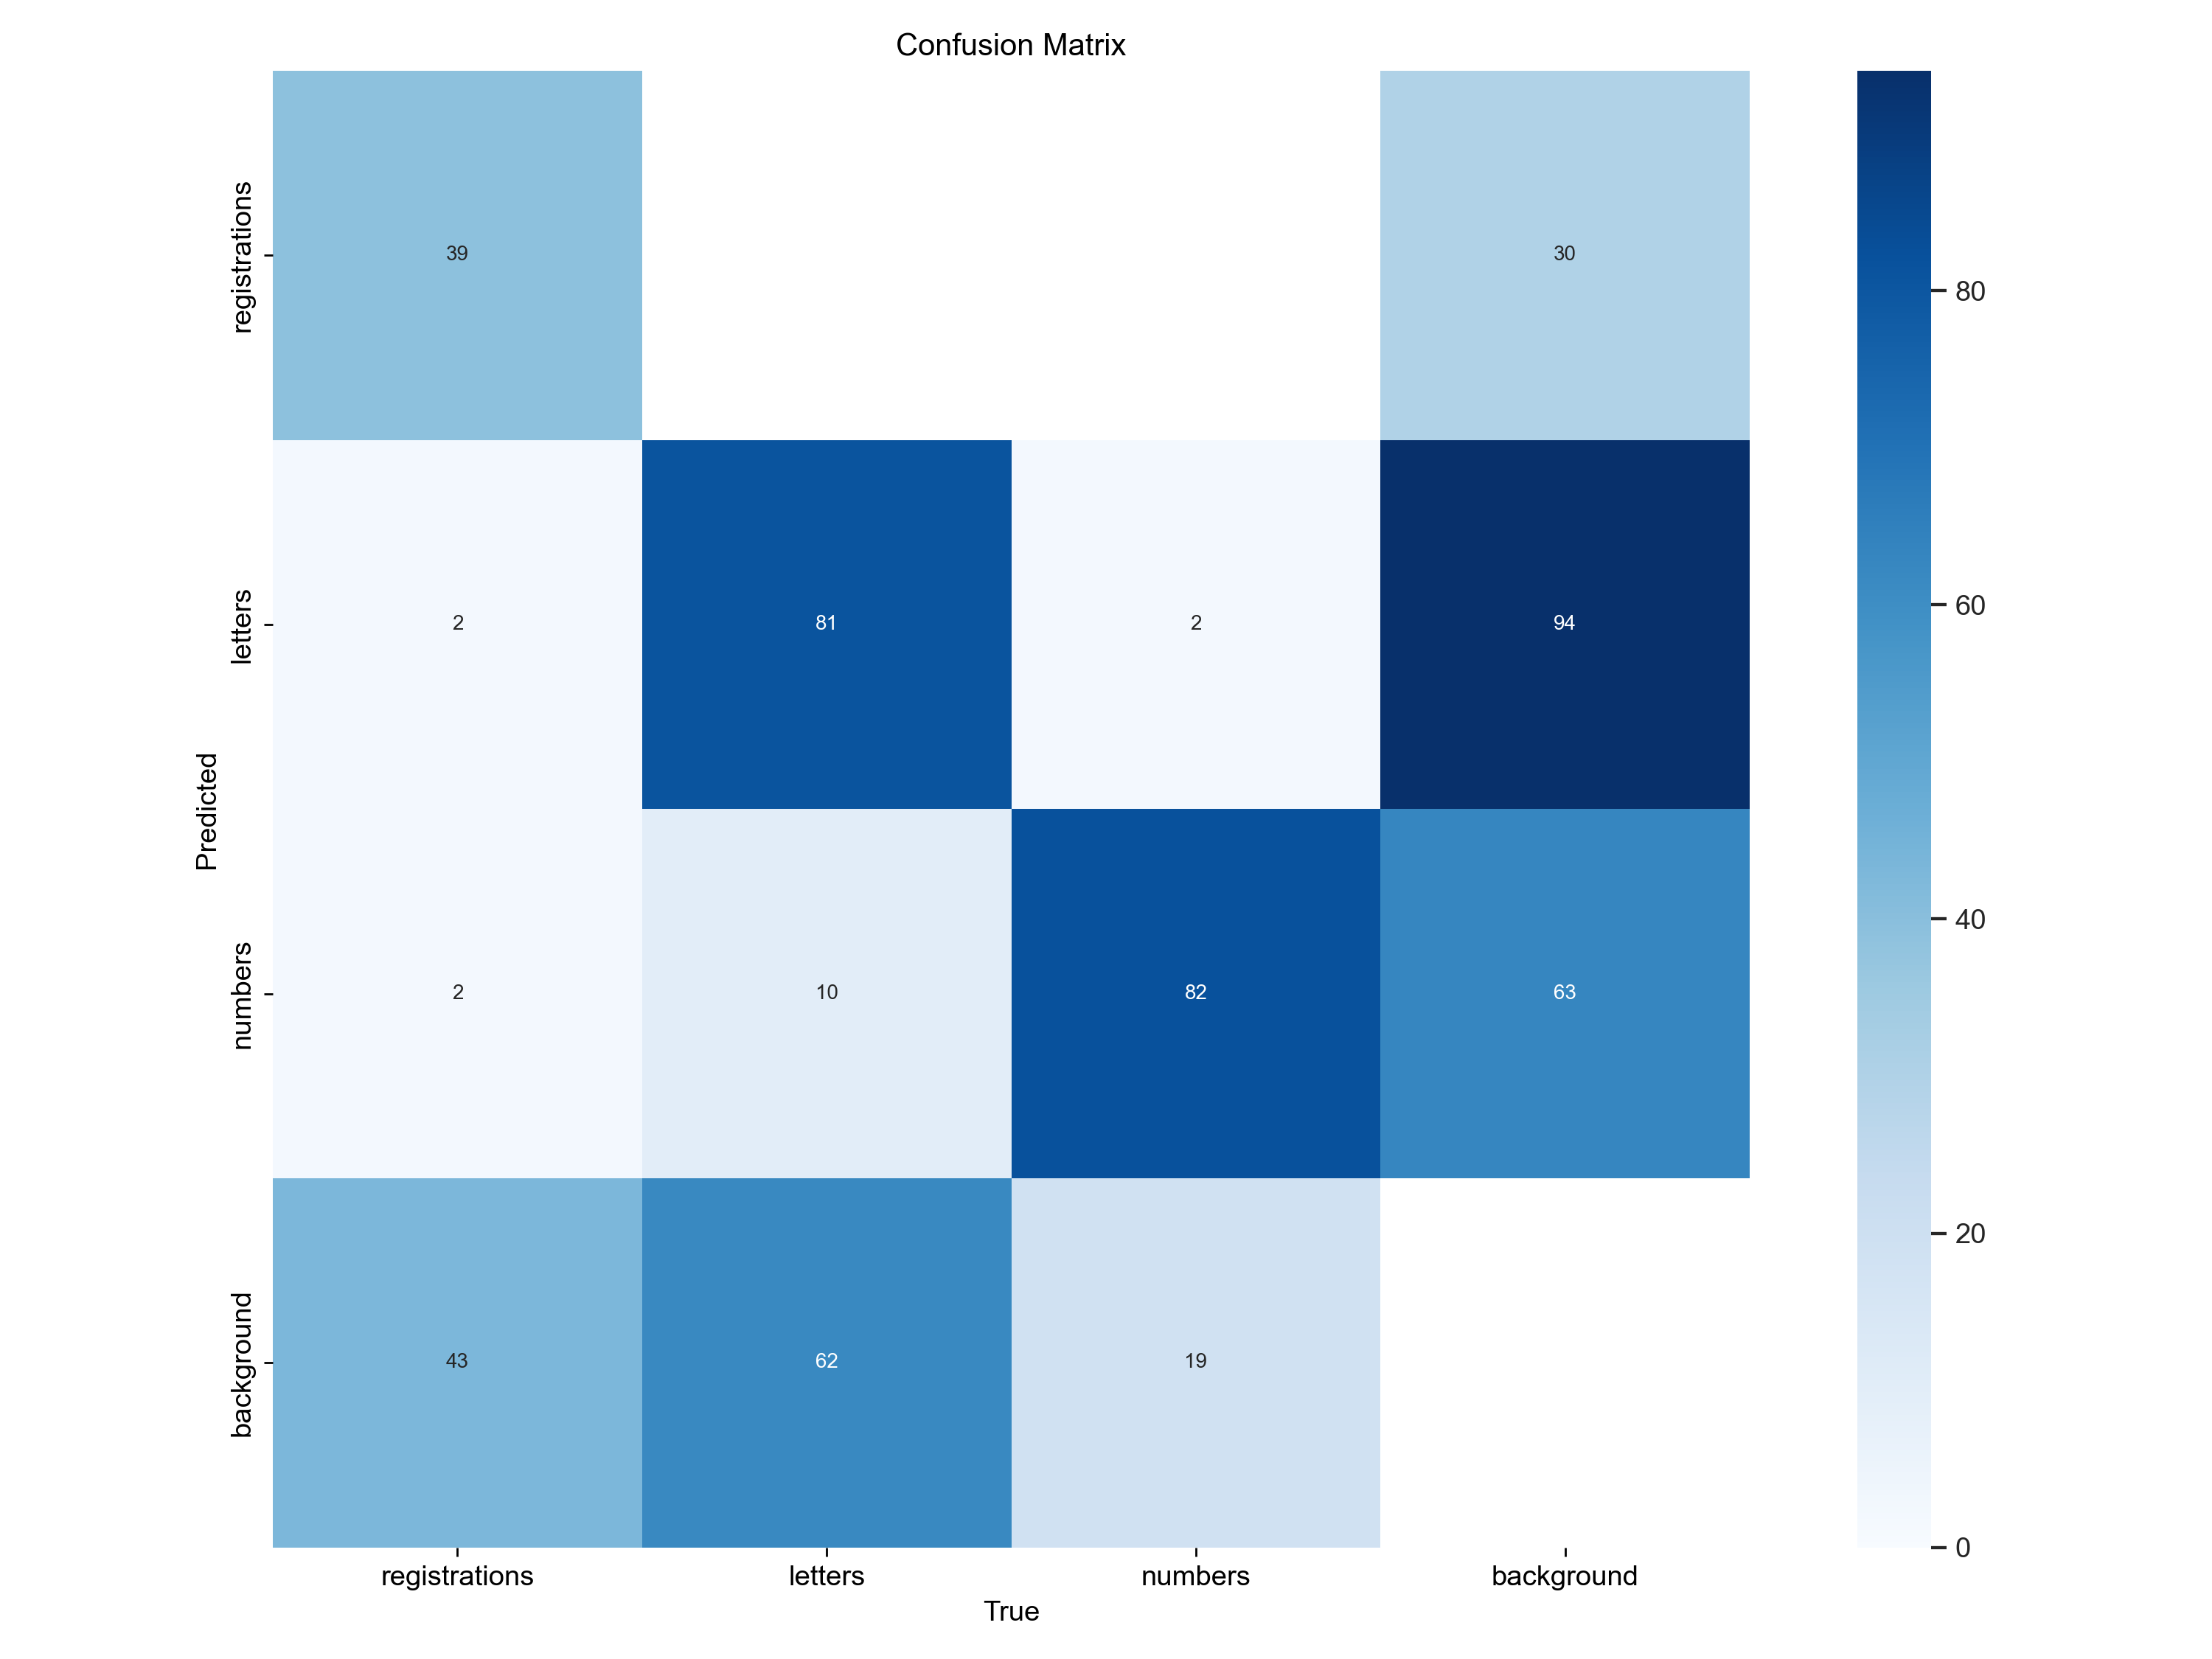 Confusion Matrix
registrations
39
30
80
letters
2
81
2
94
60
Predicted
numbers
2
10
82
63
40
background
43
62
19
20
0
registrations
letters
numbers
background
True